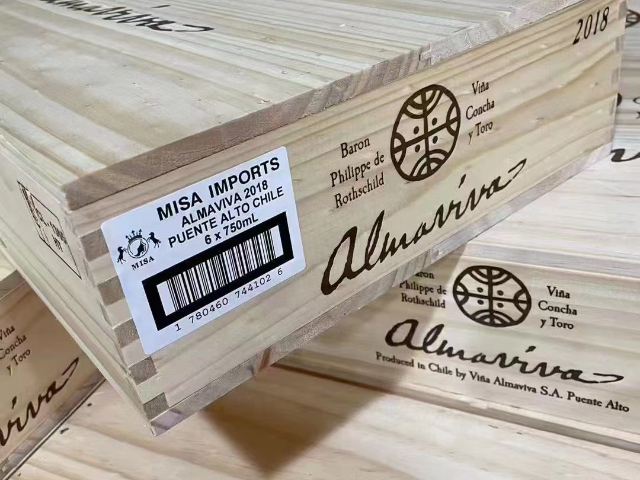 Almaviva
2018
Baron
Philippe de
Rothschild
Viña
Concha
y Toro
Almaviva
MISA IMPORTS
ALMAVIVA 2018
PUENTE ALTO CHILE
6 x 750mL
MISA
1 780460 744102 6
Baron
Philippe de
Rothschild
Viña
Concha
y Toro
Almaviva
Produced in Chile by Viña Almaviva S.A. Puente Alto
Viña
Concha
y Toro